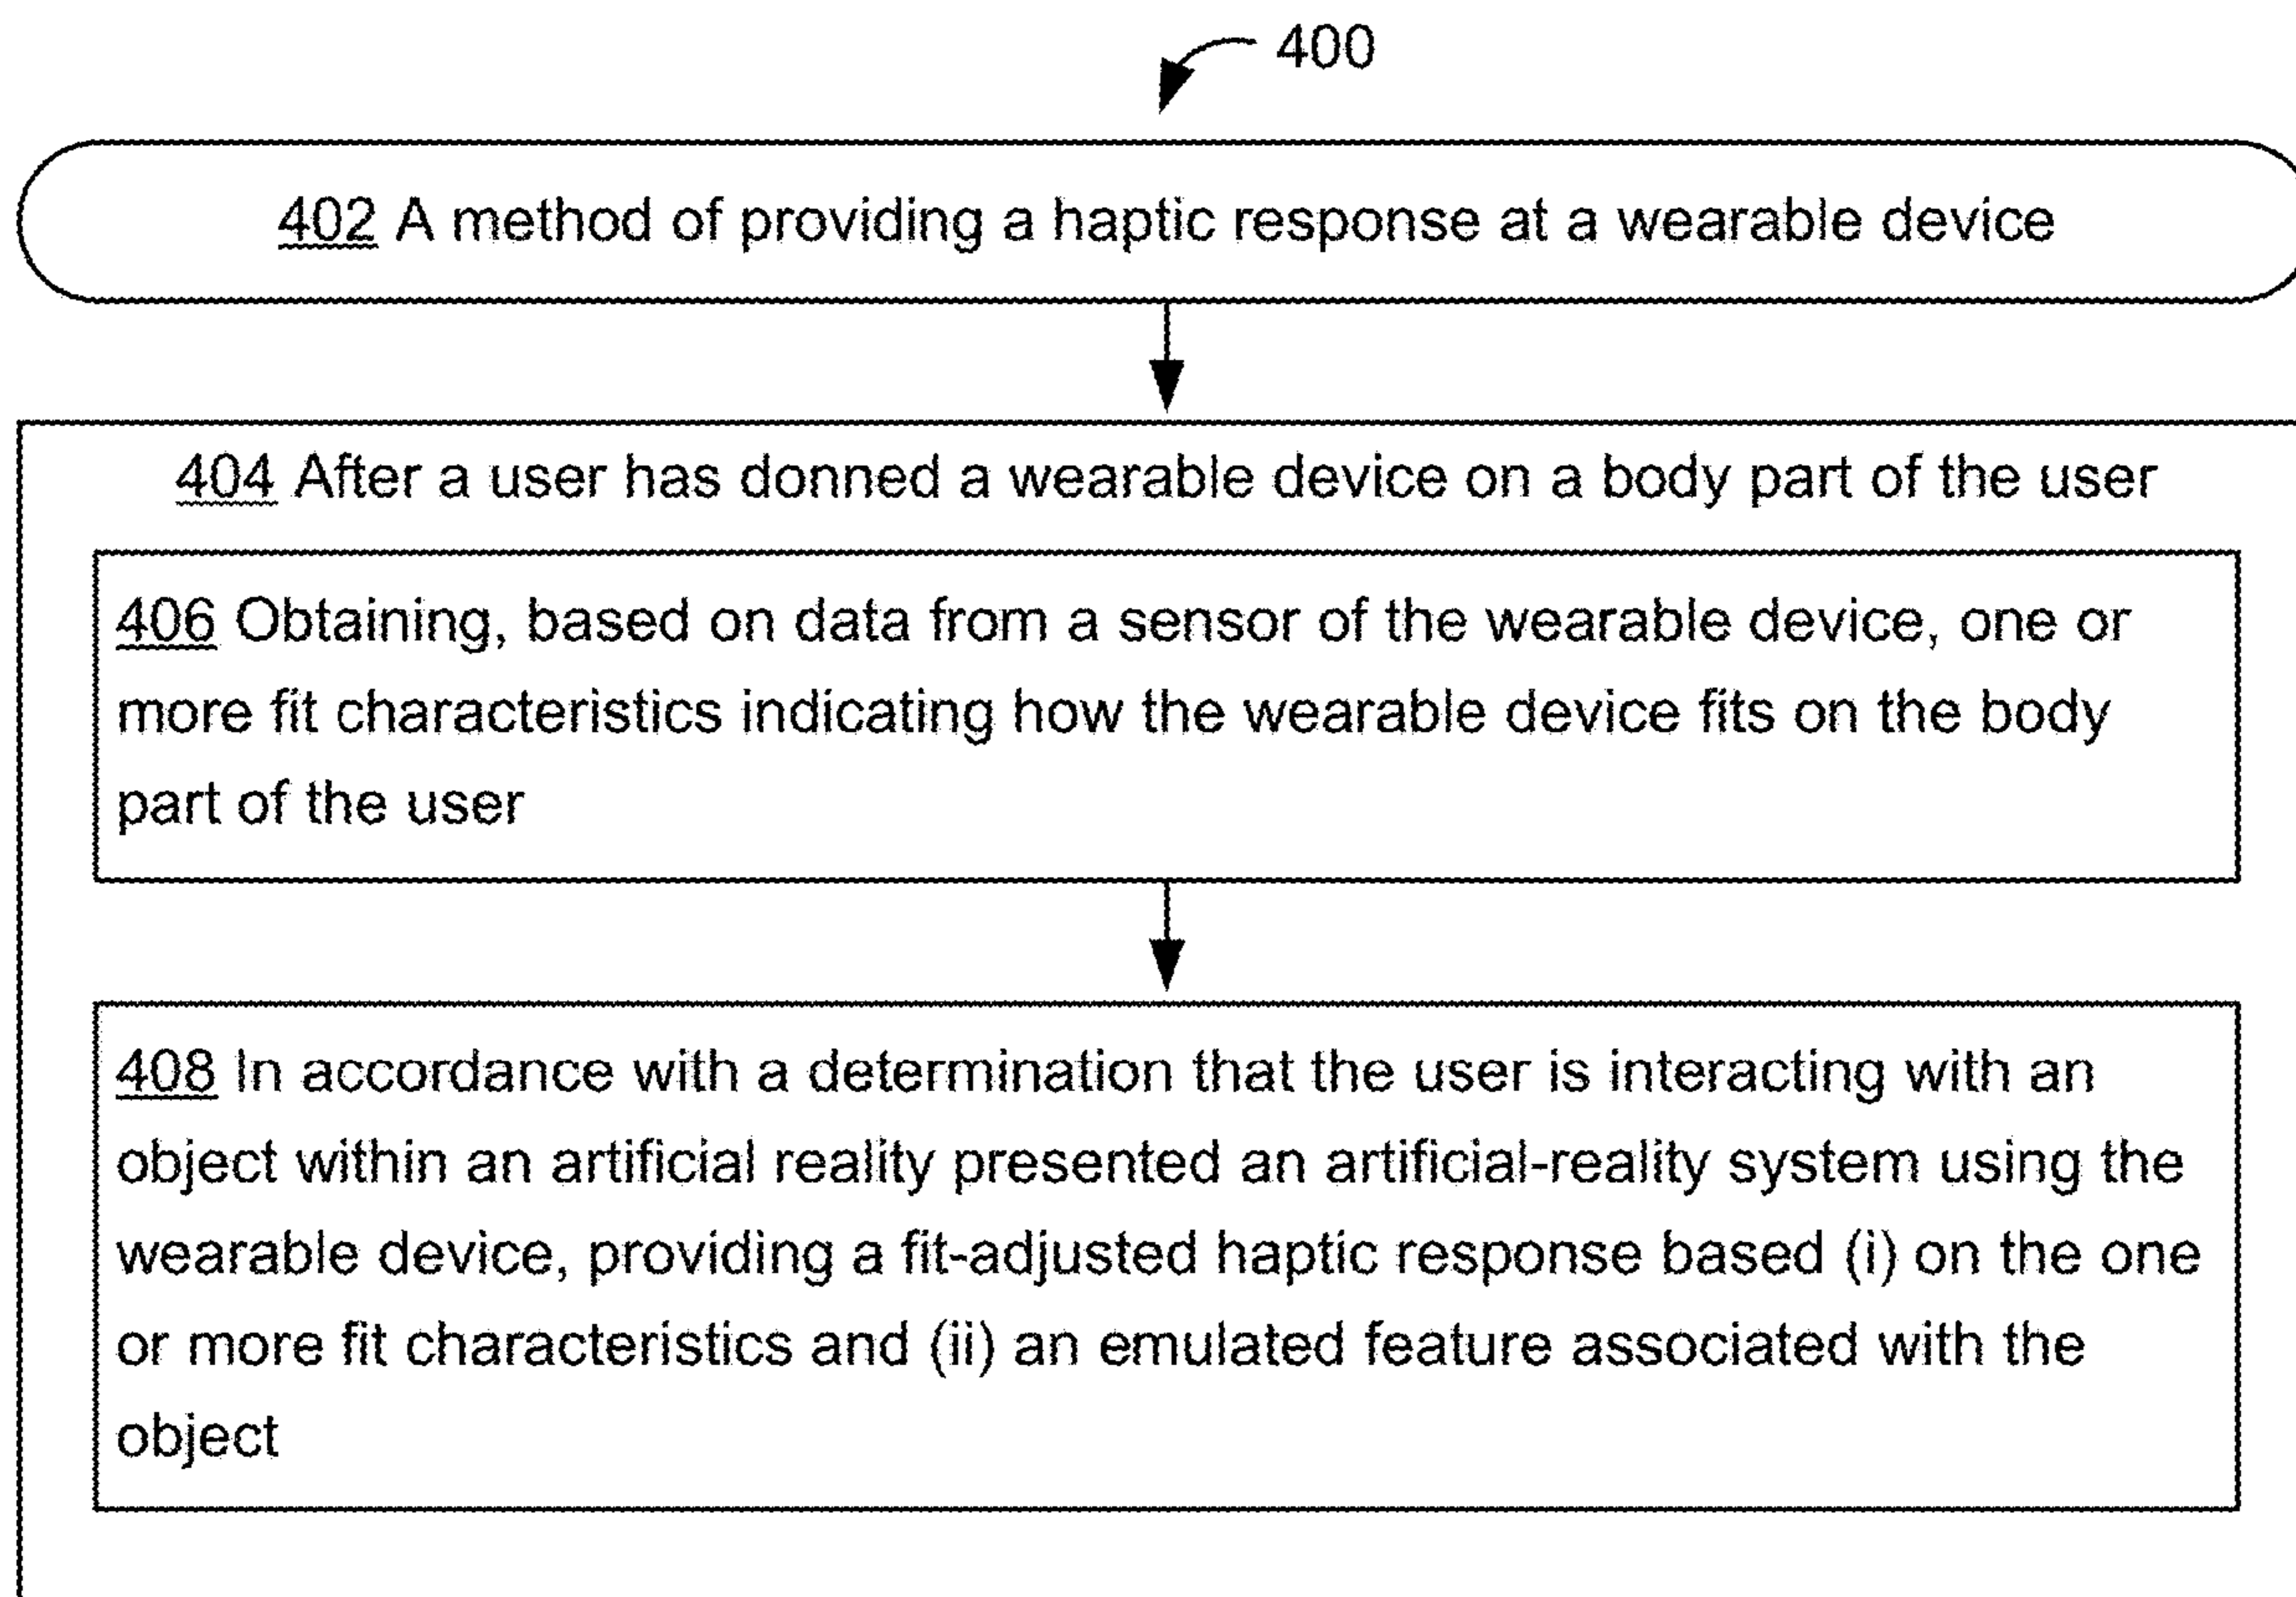 400
402 A method of providing a haptic response at a wearable device
404 After a user has donned a wearable device on a body part of the user
406 Obtaining, based on data from a sensor of the wearable device, one or
more fit characteristics indicating how the wearable device fits on the body
part of the user
408 In accordance with a determination that the user is interacting with an
object within an artificial reality presented an artificial-reality system using the
wearable device, providing a fit-adjusted haptic response based (i) on the one
or more fit characteristics and (ii) an emulated feature associated with the
object